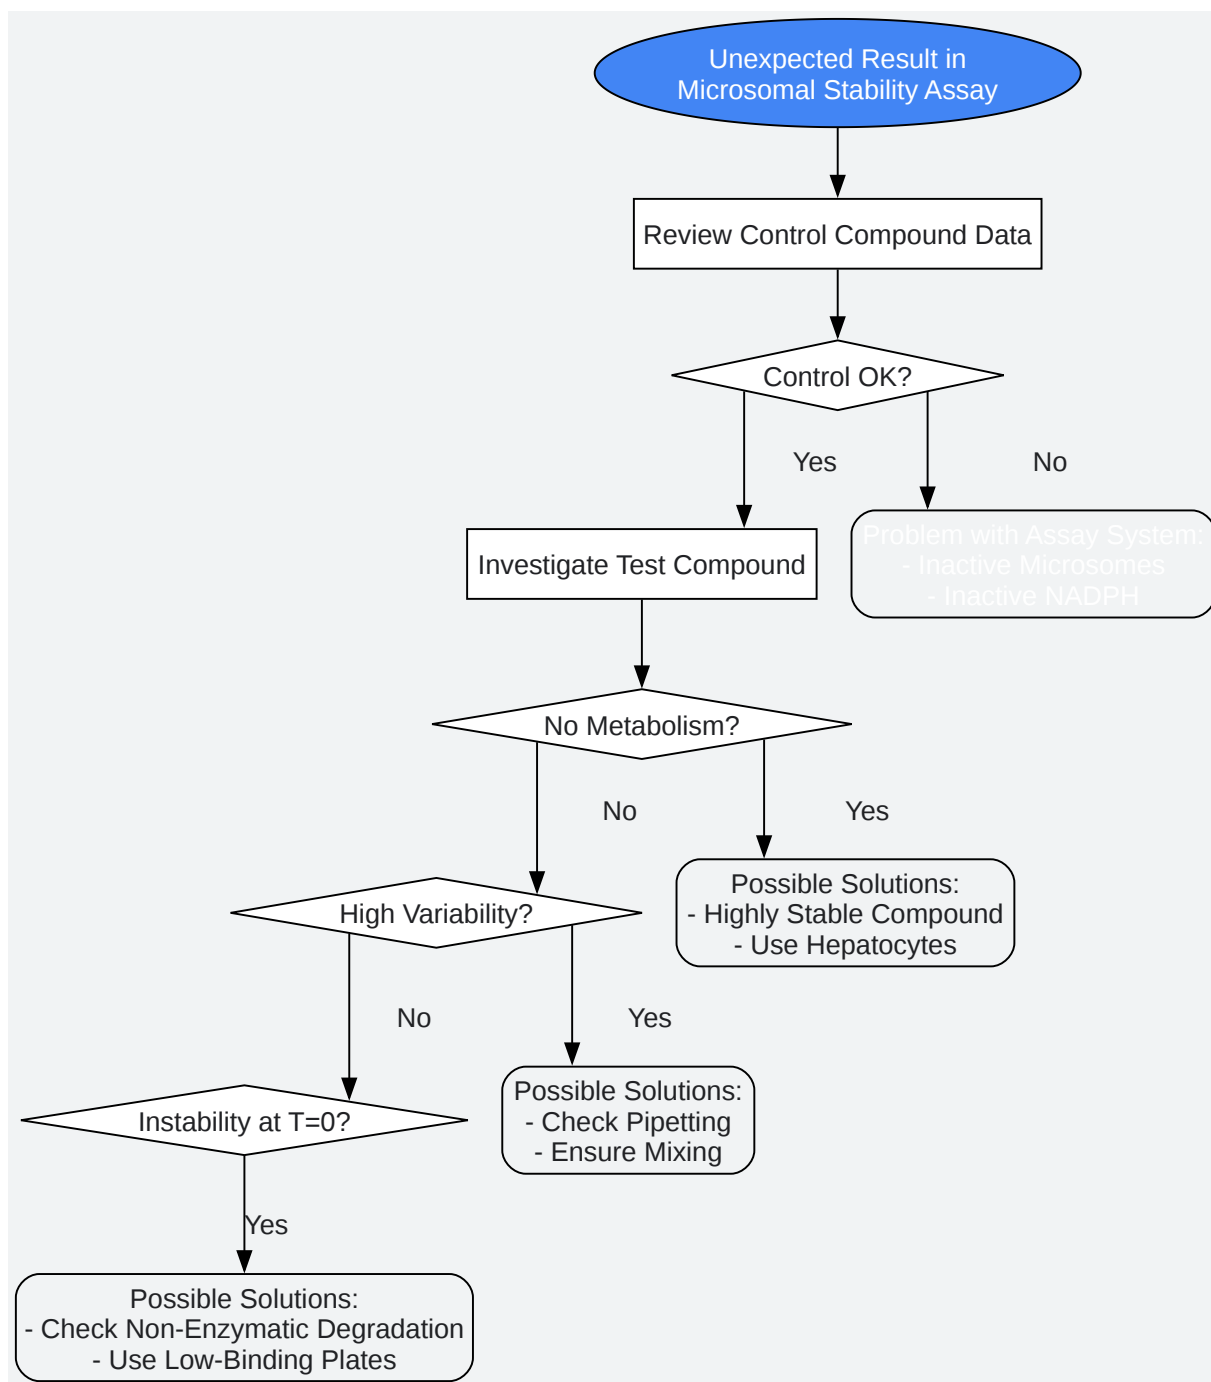 Unexpected Result in
Microsomal Stability Assay
Review Control Compound Data
Control OK?
Yes
No
Problem with Assay System:
- Inactive Microsomes
- Inactive NADPH
Investigate Test Compound
No Metabolism?
No
Yes
Possible Solutions:
- Highly Stable Compound
- Use Hepatocytes
High Variability?
No
Yes
Possible Solutions:
- Check Pipetting
- Ensure Mixing
Instability at T=0?
Yes
Possible Solutions:
- Check Non-Enzymatic Degradation
- Use Low-Binding Plates